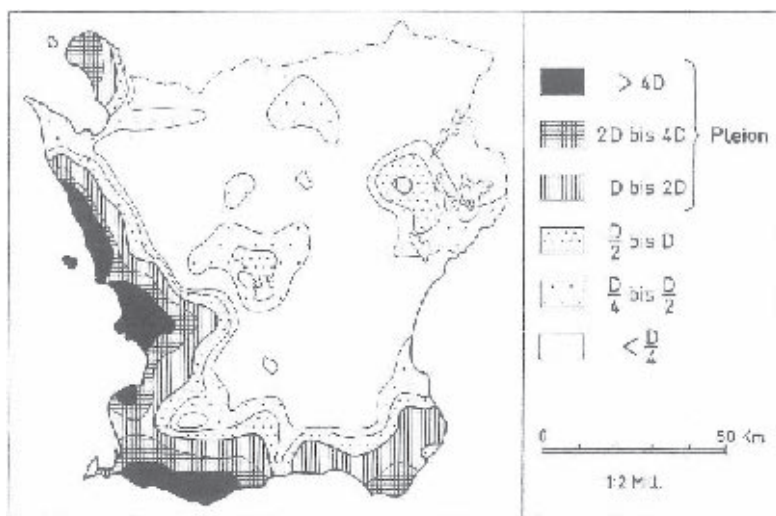 > 4D
2D bis 4D
Pleion
D bis 2D
D/2 bis D
D/4 bis D/2
< D/4
0 50 Km
1:2 Mill.